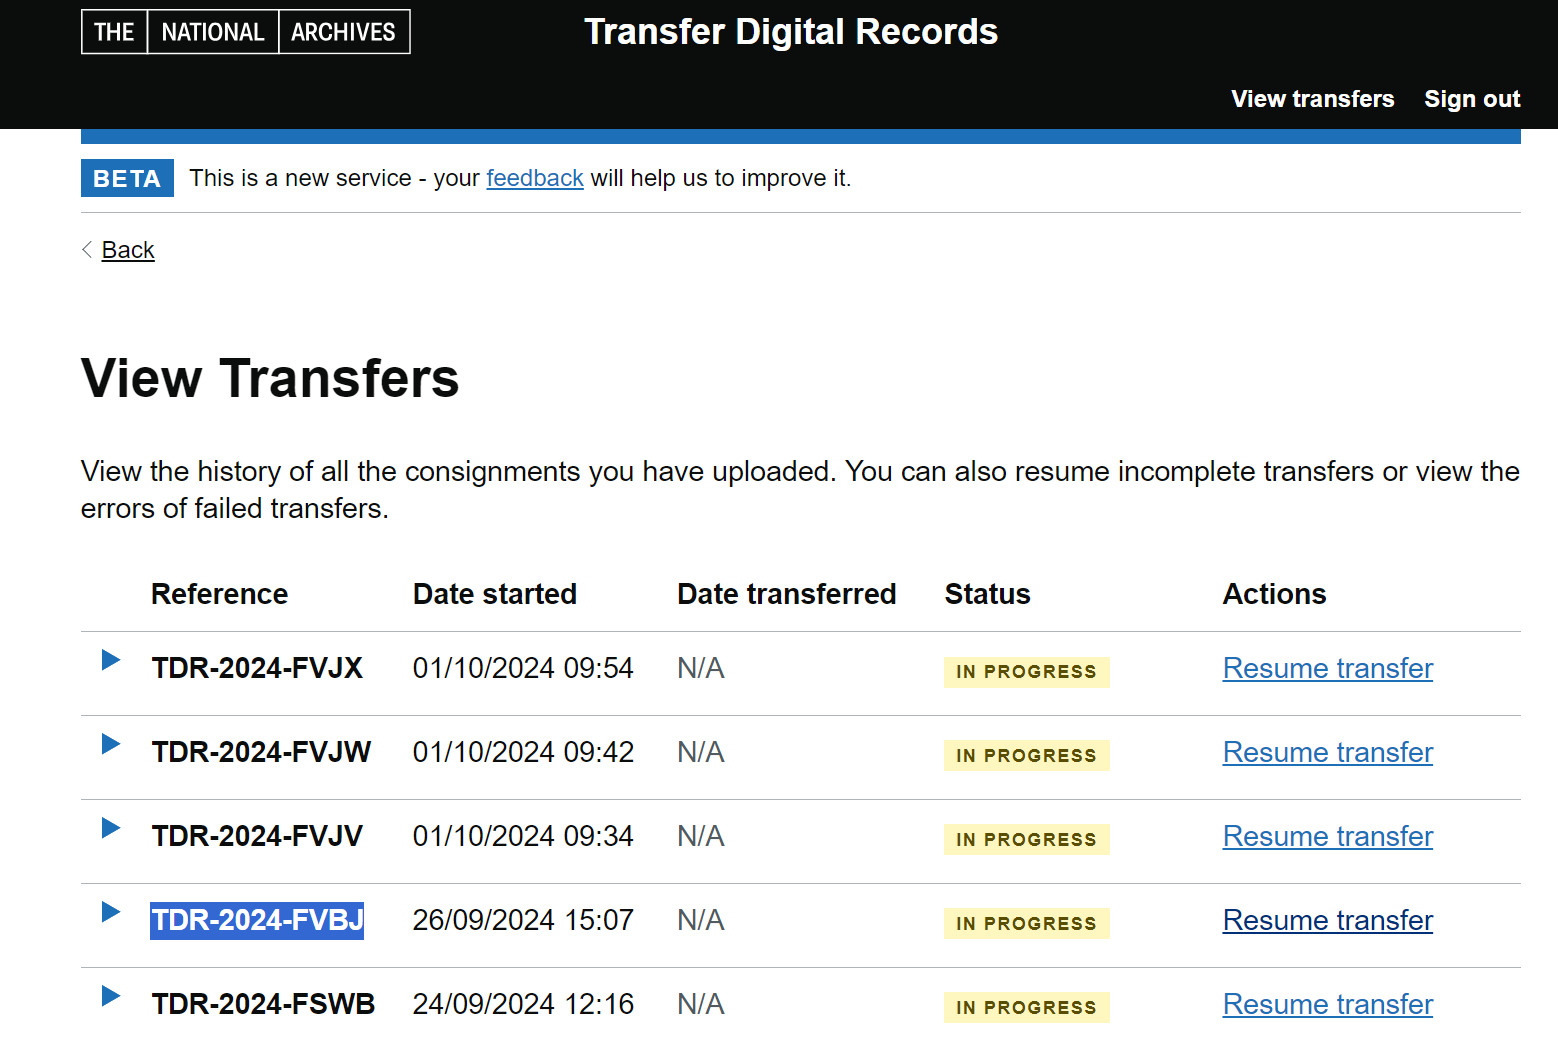 THE NATIONAL ARCHIVES
Transfer Digital Records
View transfers Sign out
BETA This is a new service - your feedback will help us to improve it.
Back
View Transfers
View the history of all the consignments you have uploaded. You can also resume incomplete transfers or view the
errors of failed transfers.
Reference Date started Date transferred Status Actions
TDR-2024-FVJX 01/10/2024 09:54 N/A IN PROGRESS Resume transfer
TDR-2024-FVJW 01/10/2024 09:42 N/A IN PROGRESS Resume transfer
TDR-2024-FVJV 01/10/2024 09:34 N/A IN PROGRESS Resume transfer
TDR-2024-FVBJ 26/09/2024 15:07 N/A IN PROGRESS Resume transfer
TDR-2024-FSWB 24/09/2024 12:16 N/A IN PROGRESS Resume transfer